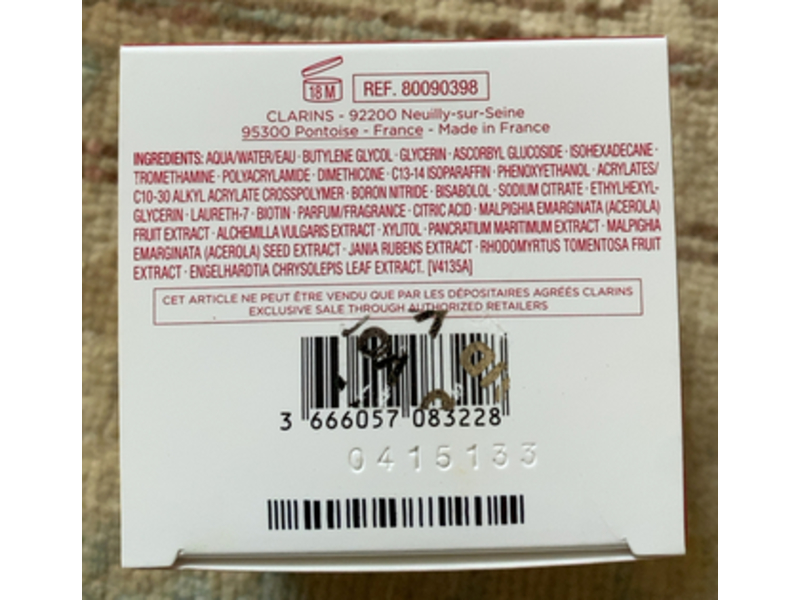 18 M
REF. 80090398
CLARINS - 92200 Neuilly-sur-Seine
95300 Pontoise - France - Made in France
INGREDIENTS: AQUA/WATER/EAU · BUTYLENE GLYCOL · GLYCERIN · ASCORBYL GLUCOSIDE · ISOHEXADECANE ·
TROMETHAMINE · POLYACRYLAMIDE · DIMETHICONE · C13-14 ISOPARAFFIN · PHENOXYETHANOL · ACRYLATES/
C10-30 ALKYL ACRYLATE CROSSPOLYMER · BORON NITRIDE · BISABOLOL · SODIUM CITRATE · ETHYLHEXYL-
GLYCERIN · LAURETH-7 · BIOTIN · PARFUM/FRAGRANCE · CITRIC ACID · MALPIGHIA EMARGINATA (ACEROLA)
FRUIT EXTRACT · ALCHEMILLA VULGARIS EXTRACT · XYLITOL · PANCRATIUM MARITIMUM EXTRACT · MALPIGHIA
EMARGINATA (ACEROLA) SEED EXTRACT · JANIA RUBENS EXTRACT · RHODOMYRTUS TOMENTOSA FRUIT
EXTRACT · ENGELHARDTIA CHRYSOLEPIS LEAF EXTRACT. [V4135A]
CET ARTICLE NE PEUT ÊTRE VENDU QUE PAR LES DÉPOSITAIRES AGRÉÉS CLARINS
EXCLUSIVE SALE THROUGH AUTHORIZED RETAILERS
3 666057 083228
0415133